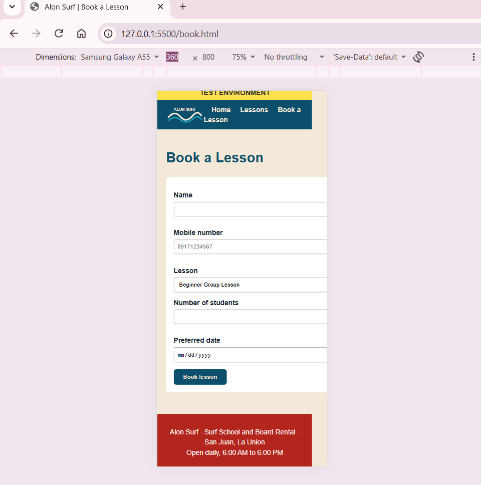 Alon Surf | Book a Lesson
127.0.0.1:5500/book.html
Dimensions: Samsung Galaxy A55 360 x 800 75% No throttling 'Save-Data': default
TEST ENVIRONMENT
ALON SURF Home Lessons Book a
Lesson
Book a Lesson
Name
Mobile number
09171234567
Lesson
Beginner Group Lesson
Number of students
Preferred date
mm/dd/yyyy
Book lesson
Alon Surf · Surf School and Board Rental ·
San Juan, La Union
Open daily, 6:00 AM to 6:00 PM